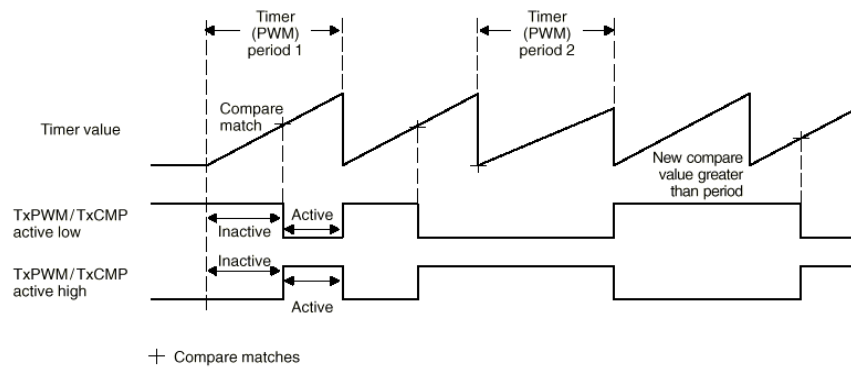 Timer
(PWM)
period 1
Timer
(PWM)
period 2
Compare
match
Timer value
New compare
value greater
than period
TxPWM/TxCMP
active low
Inactive
Active
TxPWM/TxCMP
active high
Inactive
Active
+ Compare matches